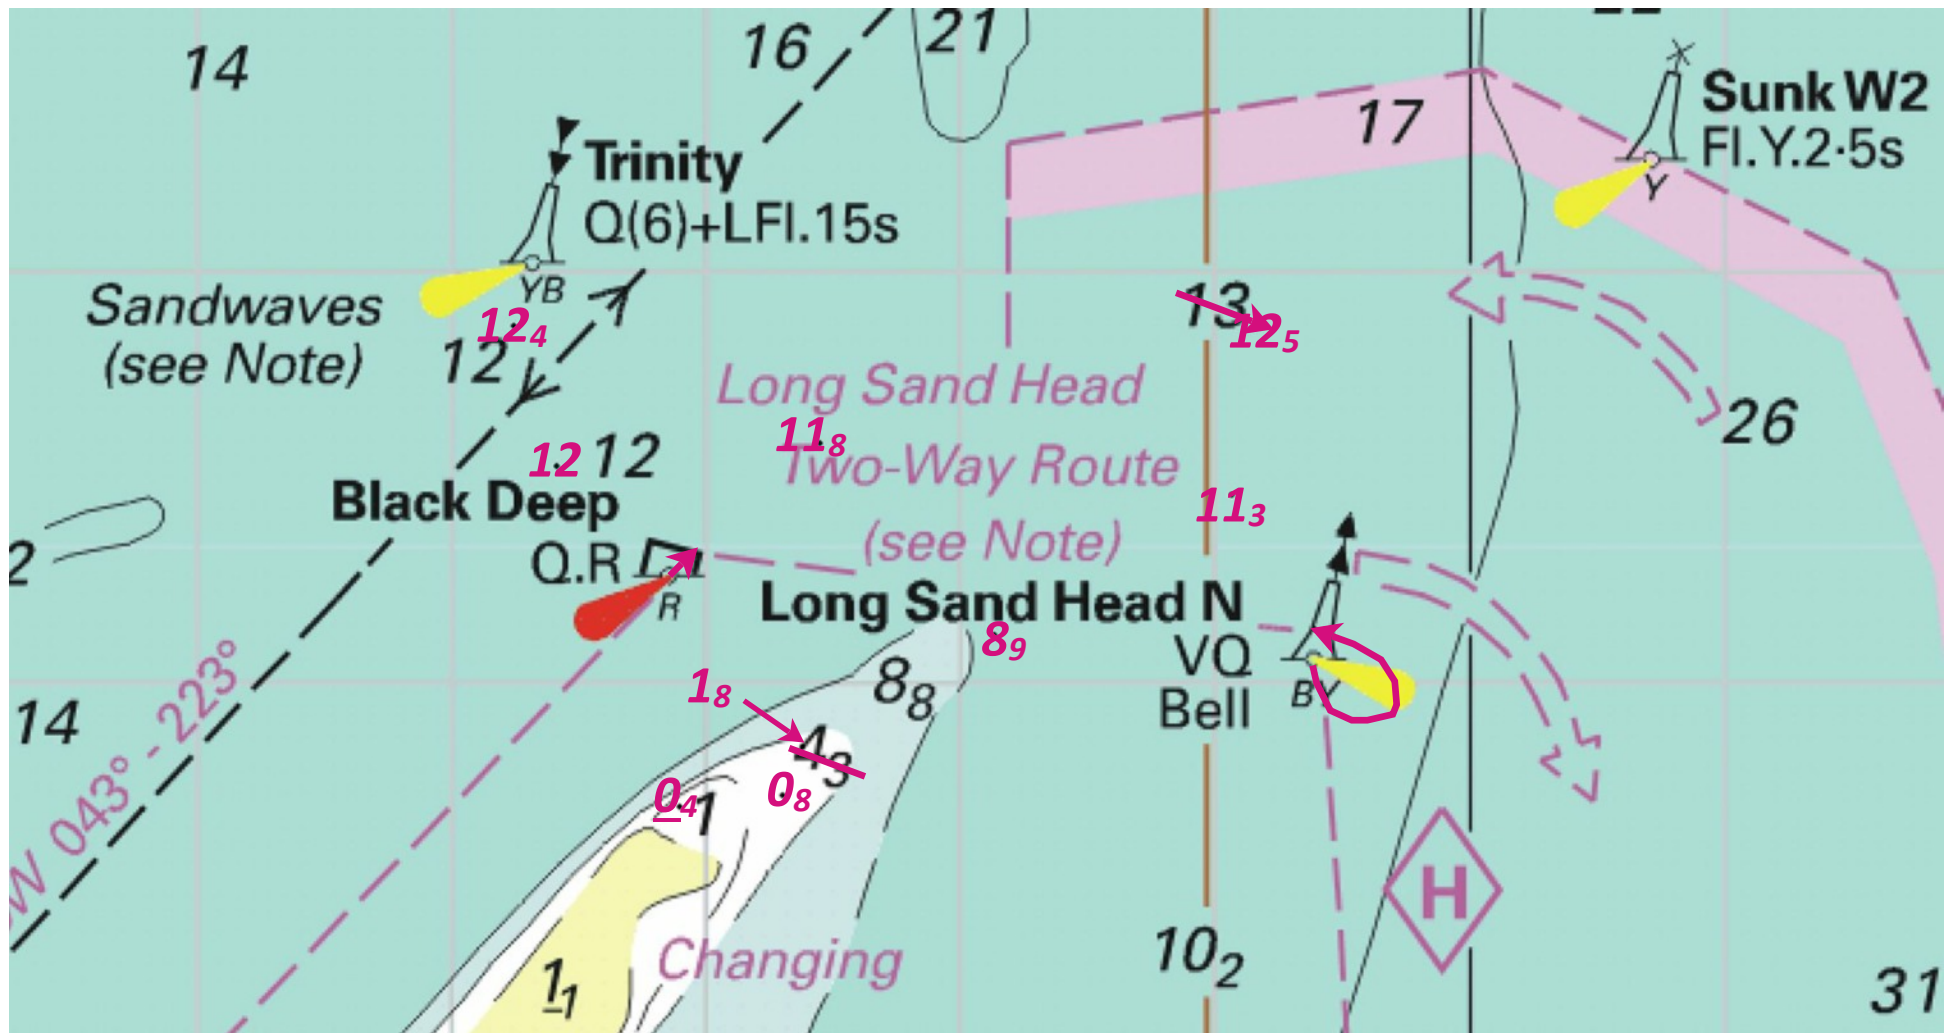 14
16
21
17
Sunk W2
Fl.Y.2·5s
Y
Trinity
Q(6)+LFl.15s
YB
Sandwaves
(see Note)
12₄
12
13
12₅
26
Long Sand Head
Two-Way Route
(see Note)
11₈
12
12
11₃
Black Deep
Q.R
R
2
Long Sand Head N
VQ
Bell
BY
8₉
8₈
1₈
4₃
0₄
1
0₈
14
043° - 223°
H
Changing
10₂
1₁
31